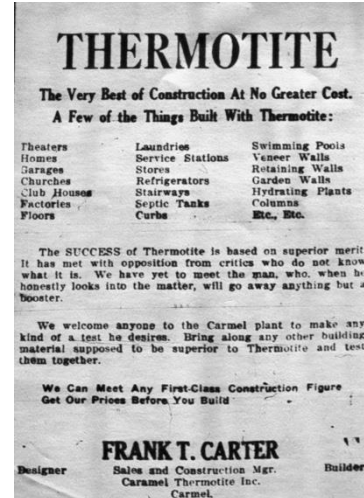 THERMOTITE
The Very Best of Construction At No Greater Cost.
A Few of the Things Built With Thermotite:
Theaters Laundries Swimming Pools
Homes Service Stations Veneer Walls
Garages Stores Retaining Walls
Churches Refrigerators Garden Walls
Club Houses Stairways Hydrating Plants
Factories Septic Tanks Columns
Floors Curbs Etc., Etc.
The SUCCESS of Thermotite is based on superior merit
It has met with opposition from critics who do not know
what it is. We have yet to meet the man, who, when he
honestly looks into the matter, will go away anything but a
booster.
We welcome anyone to the Carmel plant to make any
kind of a test he desires. Bring along any other building
material supposed to be superior to Thermotite and test
them together.
We Can Meet Any First-Class Construction Figure
Get Our Prices Before You Build
FRANK T. CARTER
Designer Sales and Construction Mgr. Builder
Caramel Thermotite Inc.
Carmel.